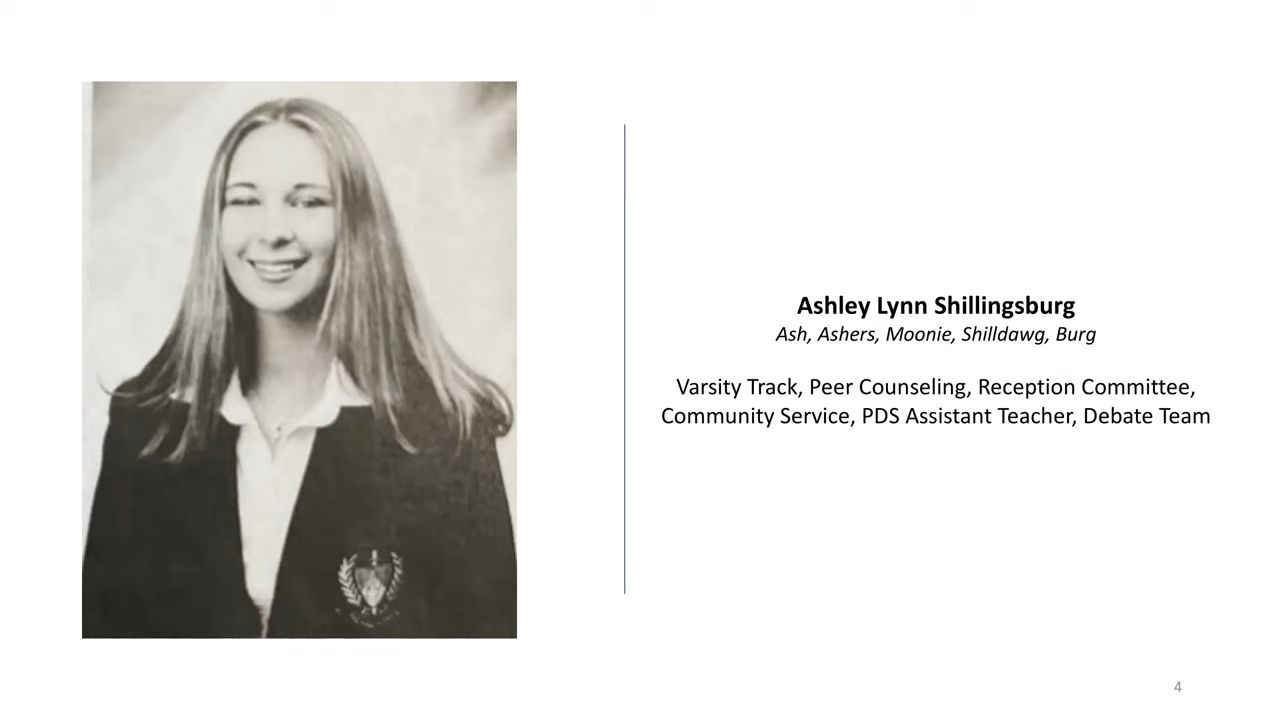 Ashley Lynn Shillingsburg
Ash, Ashers, Moonie, Shilldawg, Burg
Varsity Track, Peer Counseling, Reception Committee,
Community Service, PDS Assistant Teacher, Debate Team
4